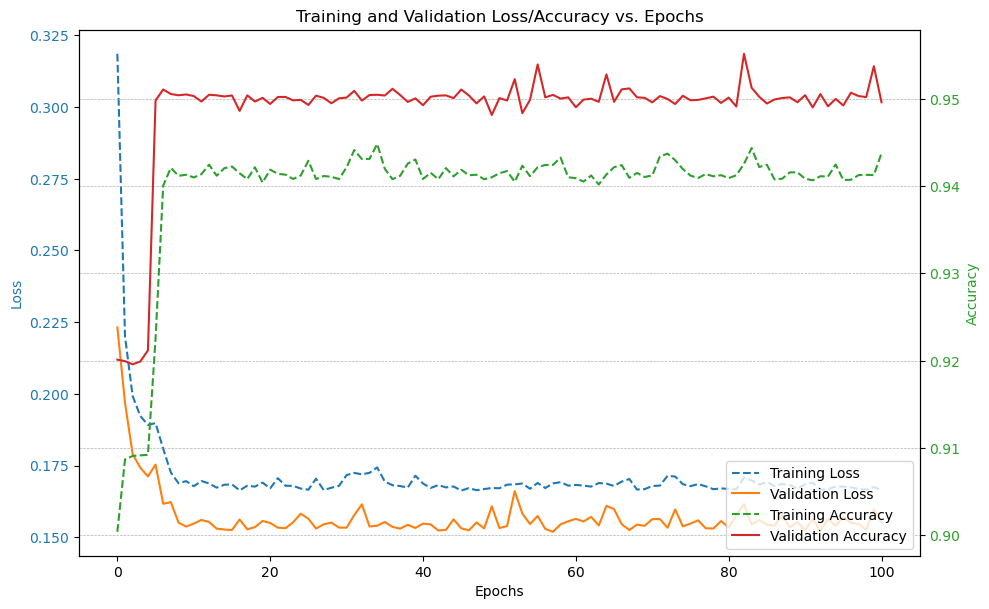 Training and Validation Loss/Accuracy vs. Epochs
0.325
0.300
0.275
0.250
0.225
0.200
0.175
0.150
Loss
0.95
0.94
0.93
0.92
0.91
0.90
Accuracy
Training Loss
Validation Loss
Training Accuracy
Validation Accuracy
0 20 40 60 80 100
Epochs